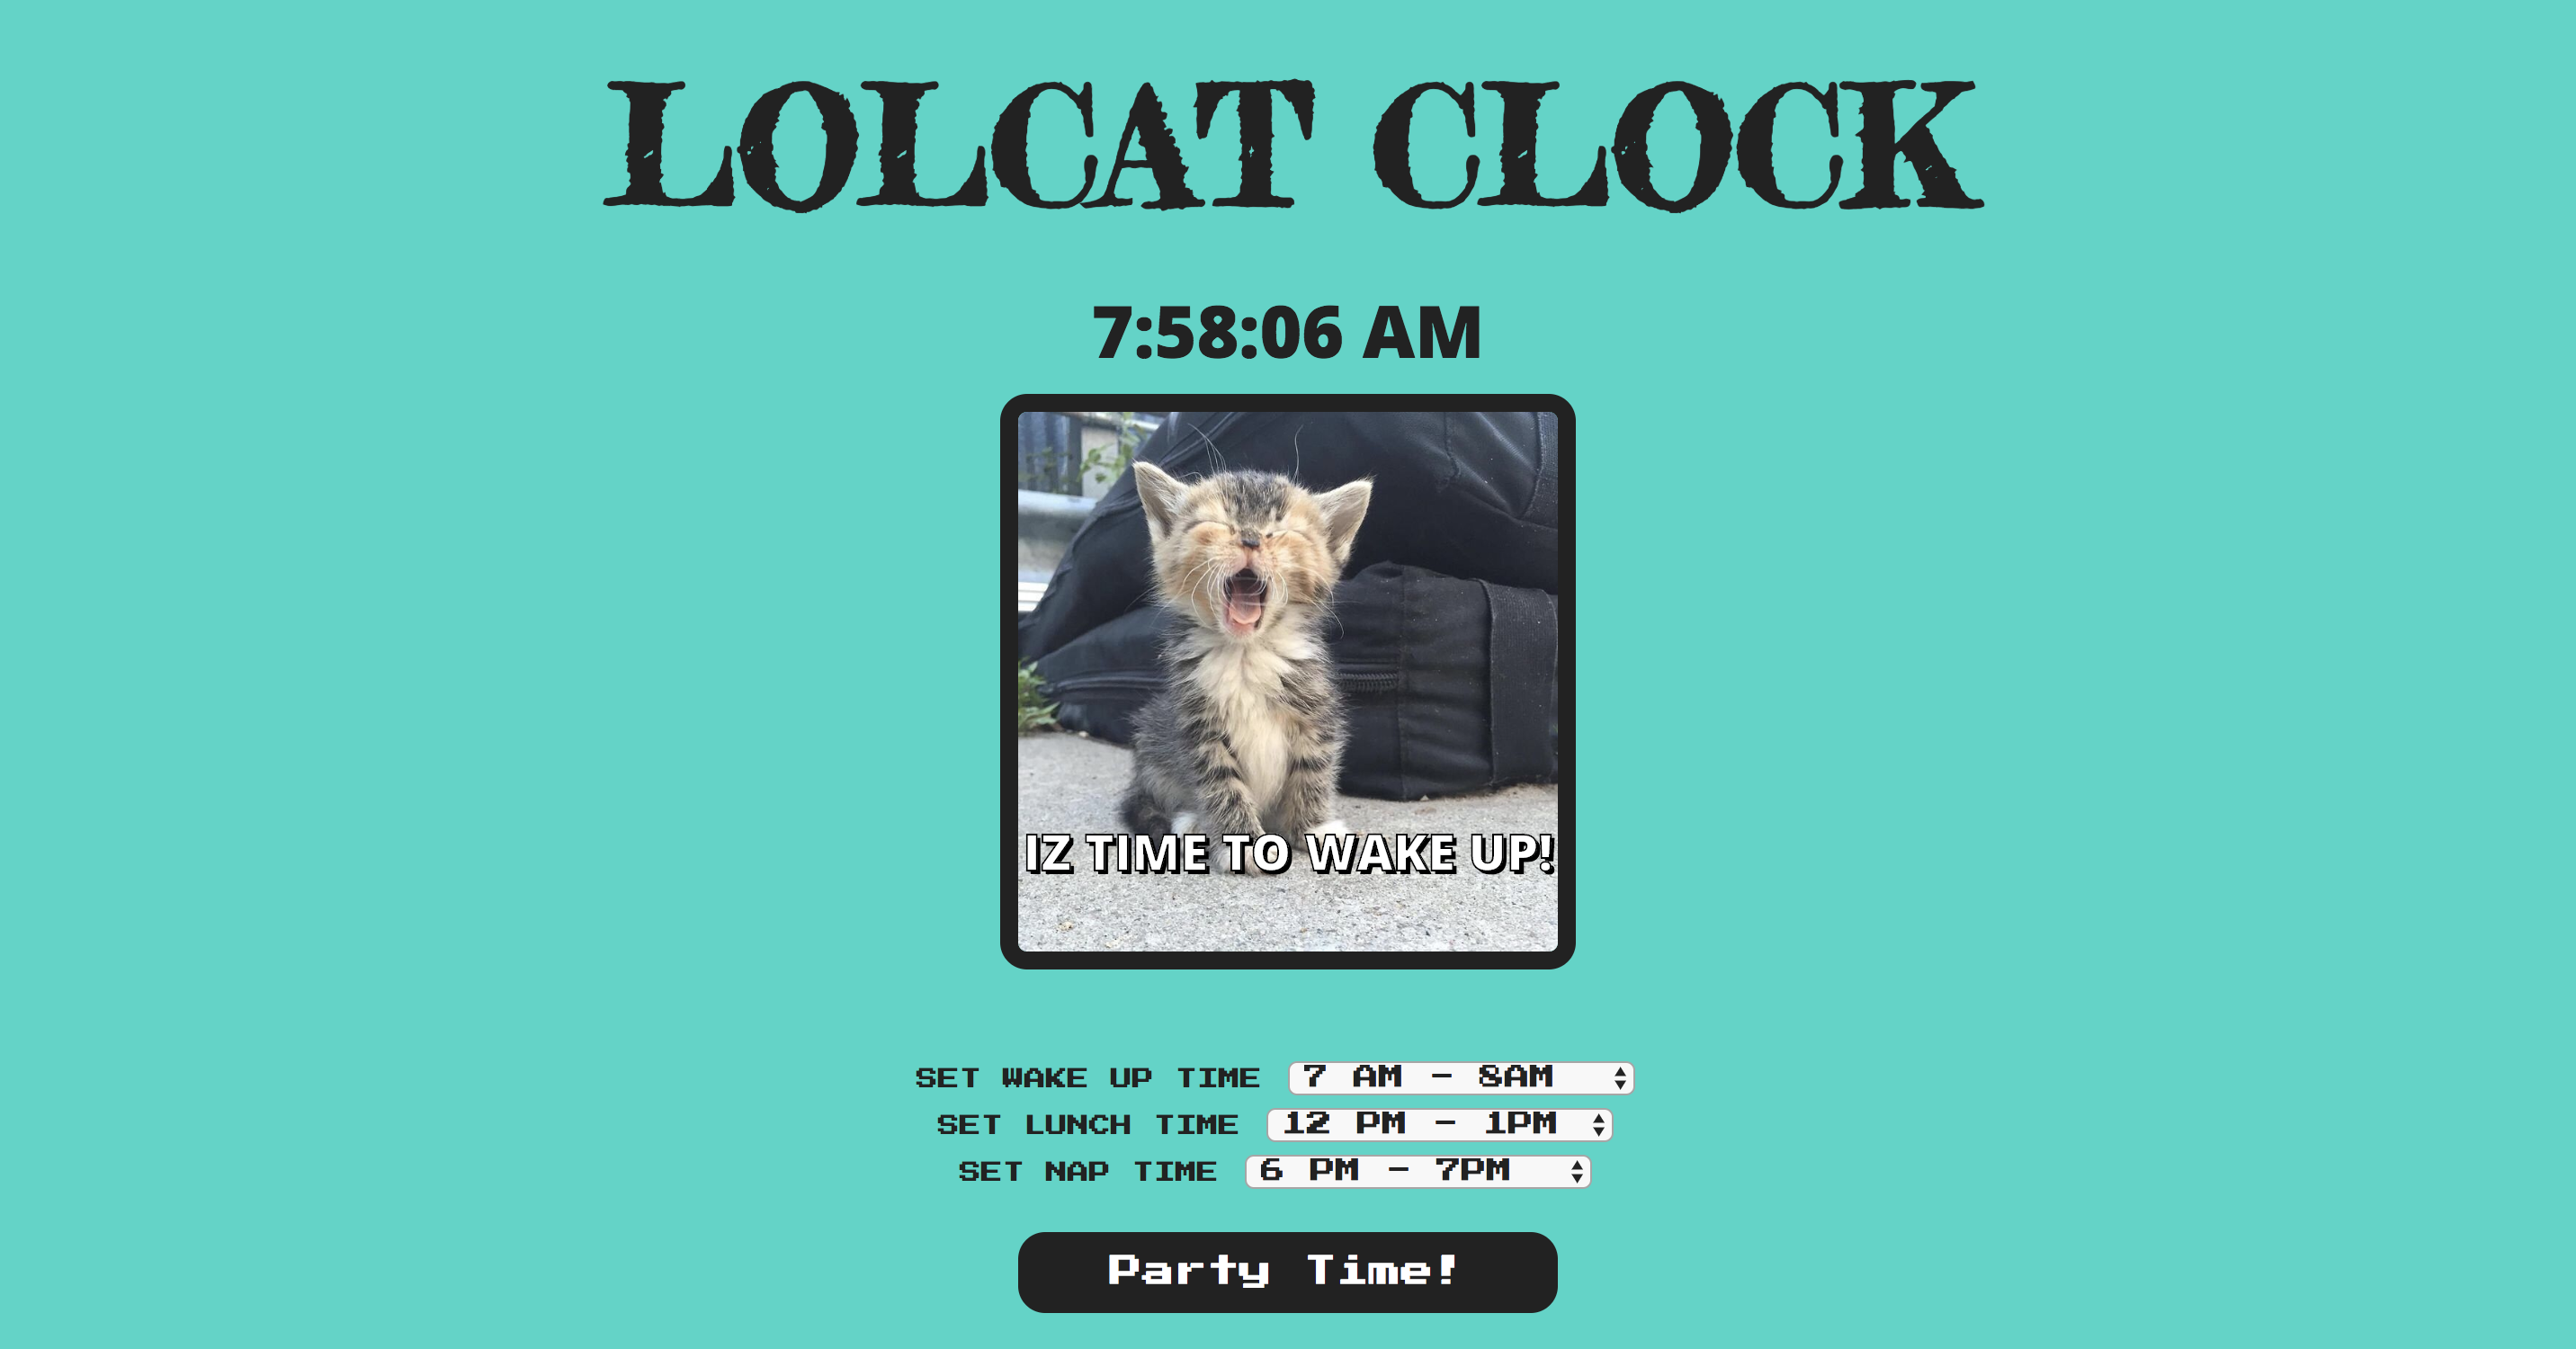 LOLCAT CLOCK
7:58:06 AM
IZ TIME TO WAKE UP!
SET WAKE UP TIME 7 AM - 8AM
SET LUNCH TIME 12 PM - 1PM
SET NAP TIME 6 PM - 7PM
Party Time!